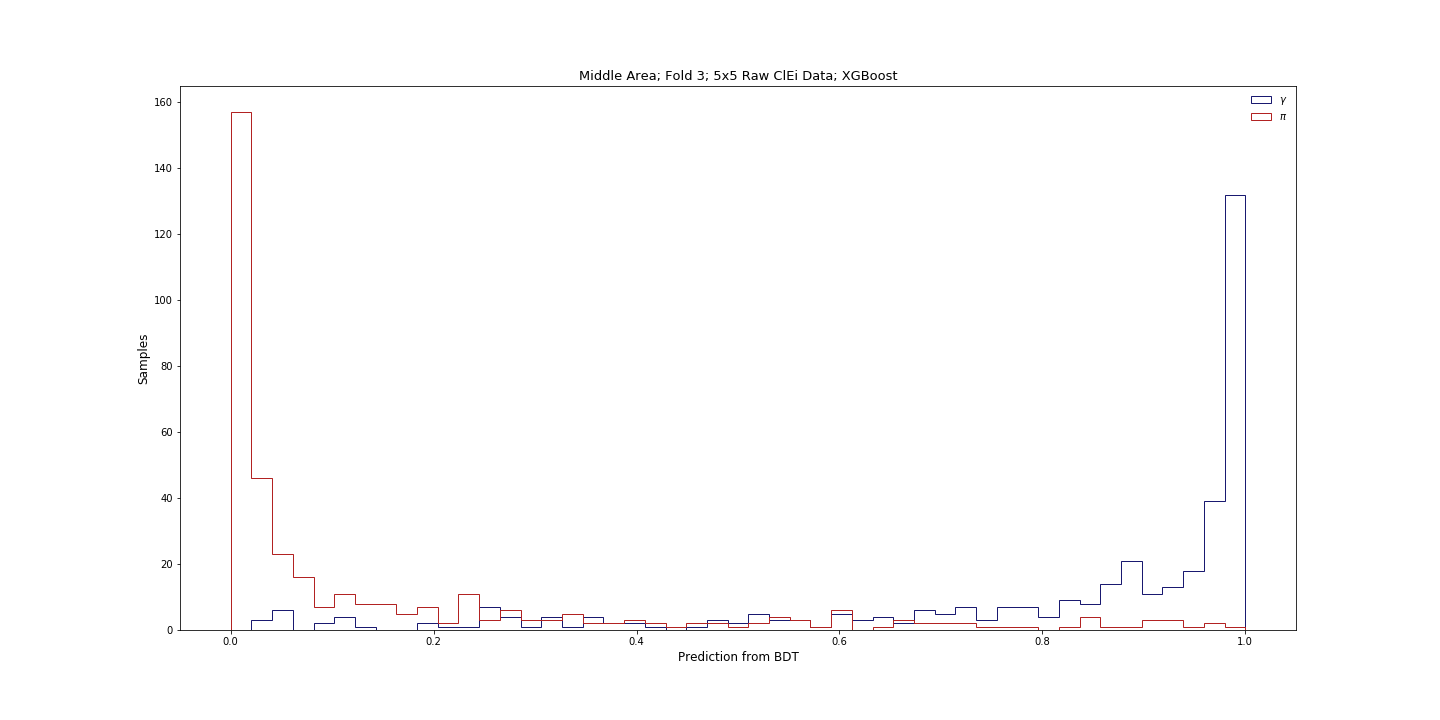 Middle Area; Fold 3; 5x5 Raw ClEi Data; XGBoost
γ
π
160
140
120
100
80
60
40
20
0
Samples
0.0 0.2 0.4 0.6 0.8 1.0
Prediction from BDT